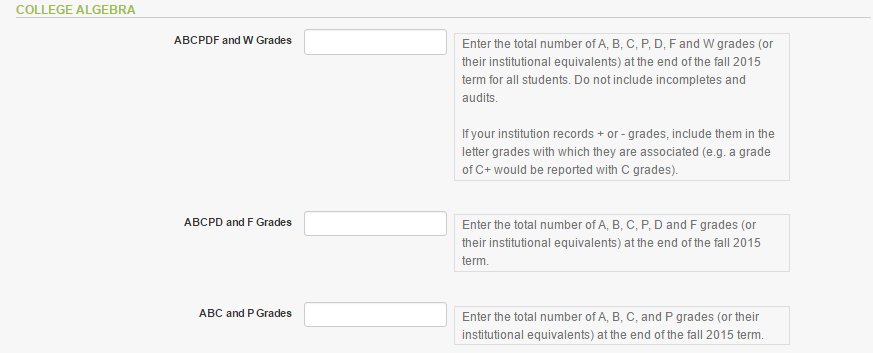 COLLEGE ALGEBRA
ABCPDF and W Grades
Enter the total number of A, B, C, P, D, F and W grades (or
their institutional equivalents) at the end of the fall 2015
term for all students. Do not include incompletes and
audits.
If your institution records + or - grades, include them in the
letter grades with which they are associated (e.g. a grade
of C+ would be reported with C grades).
ABCPD and F Grades
Enter the total number of A, B, C, P, D and F grades (or
their institutional equivalents) at the end of the fall 2015
term.
ABC and P Grades
Enter the total number of A, B, C, and P grades (or their
institutional equivalents) at the end of the fall 2015 term.